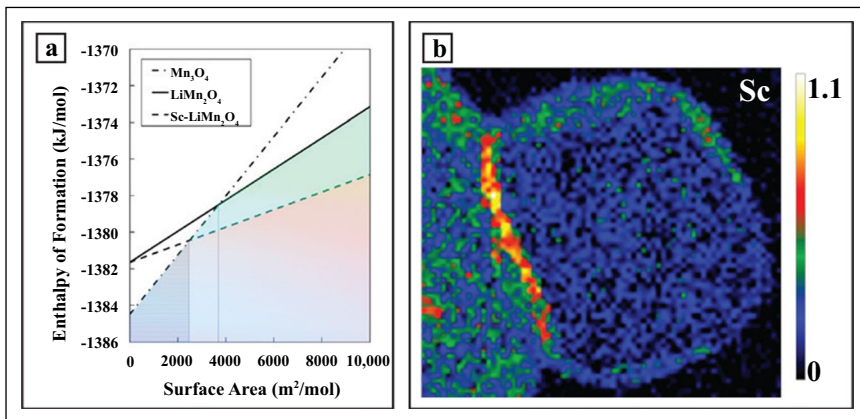 a
-1370
-1372
-1374
-1376
-1378
-1380
-1382
-1384
-1386
Enthalpy of Formation (kJ/mol)
Mn₃O₄
LiMn₂O₄
Sc-LiMn₂O₄
0 2000 4000 6000 8000 10,000
Surface Area (m²/mol)
b
Sc
1.1
0